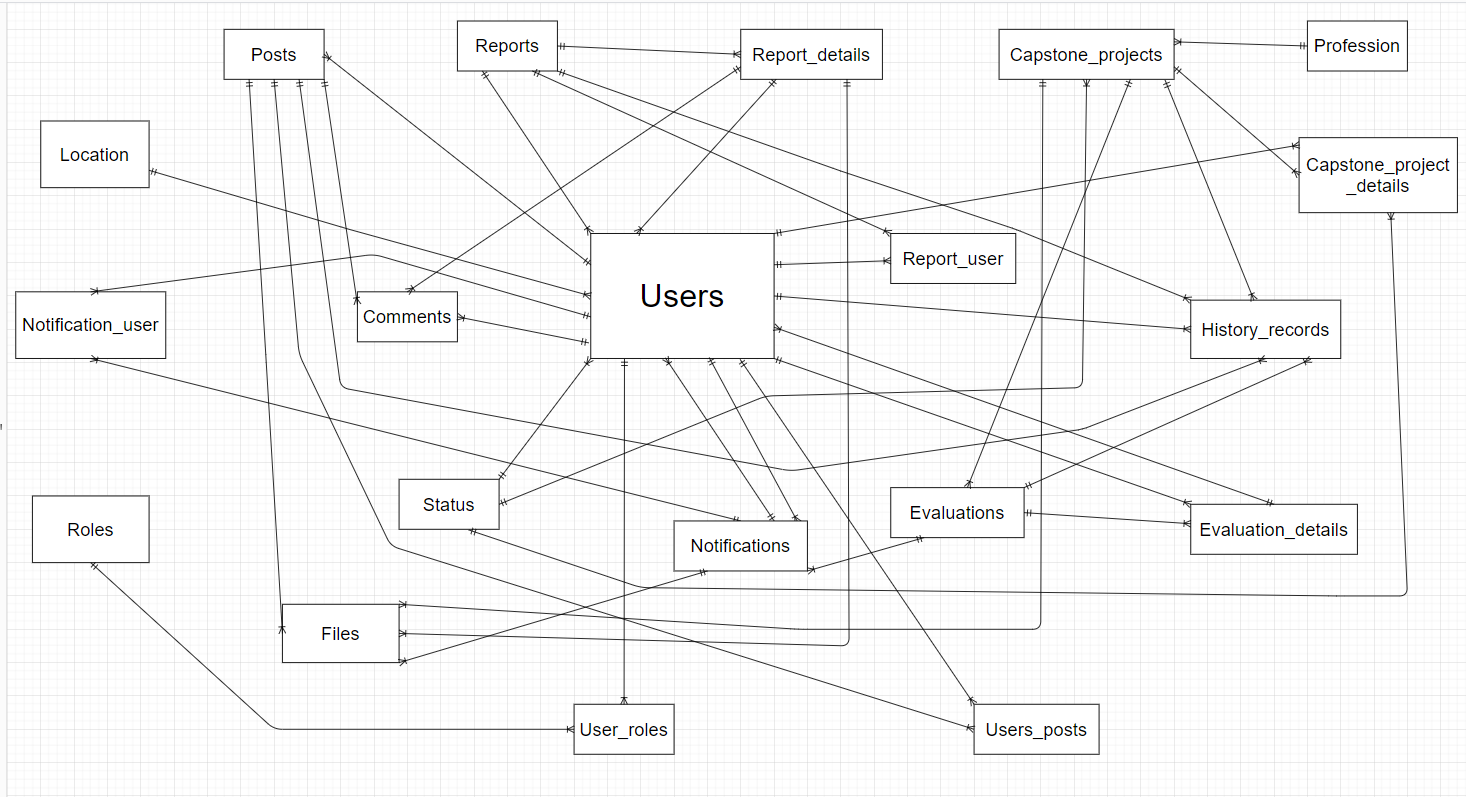 Posts
Reports
Report_details
Capstone_projects
Profession
Location
Capstone_project
_details
Users
Report_user
Notification_user
Comments
History_records
Status
Evaluations
Roles
Notifications
Evaluation_details
Files
User_roles
Users_posts